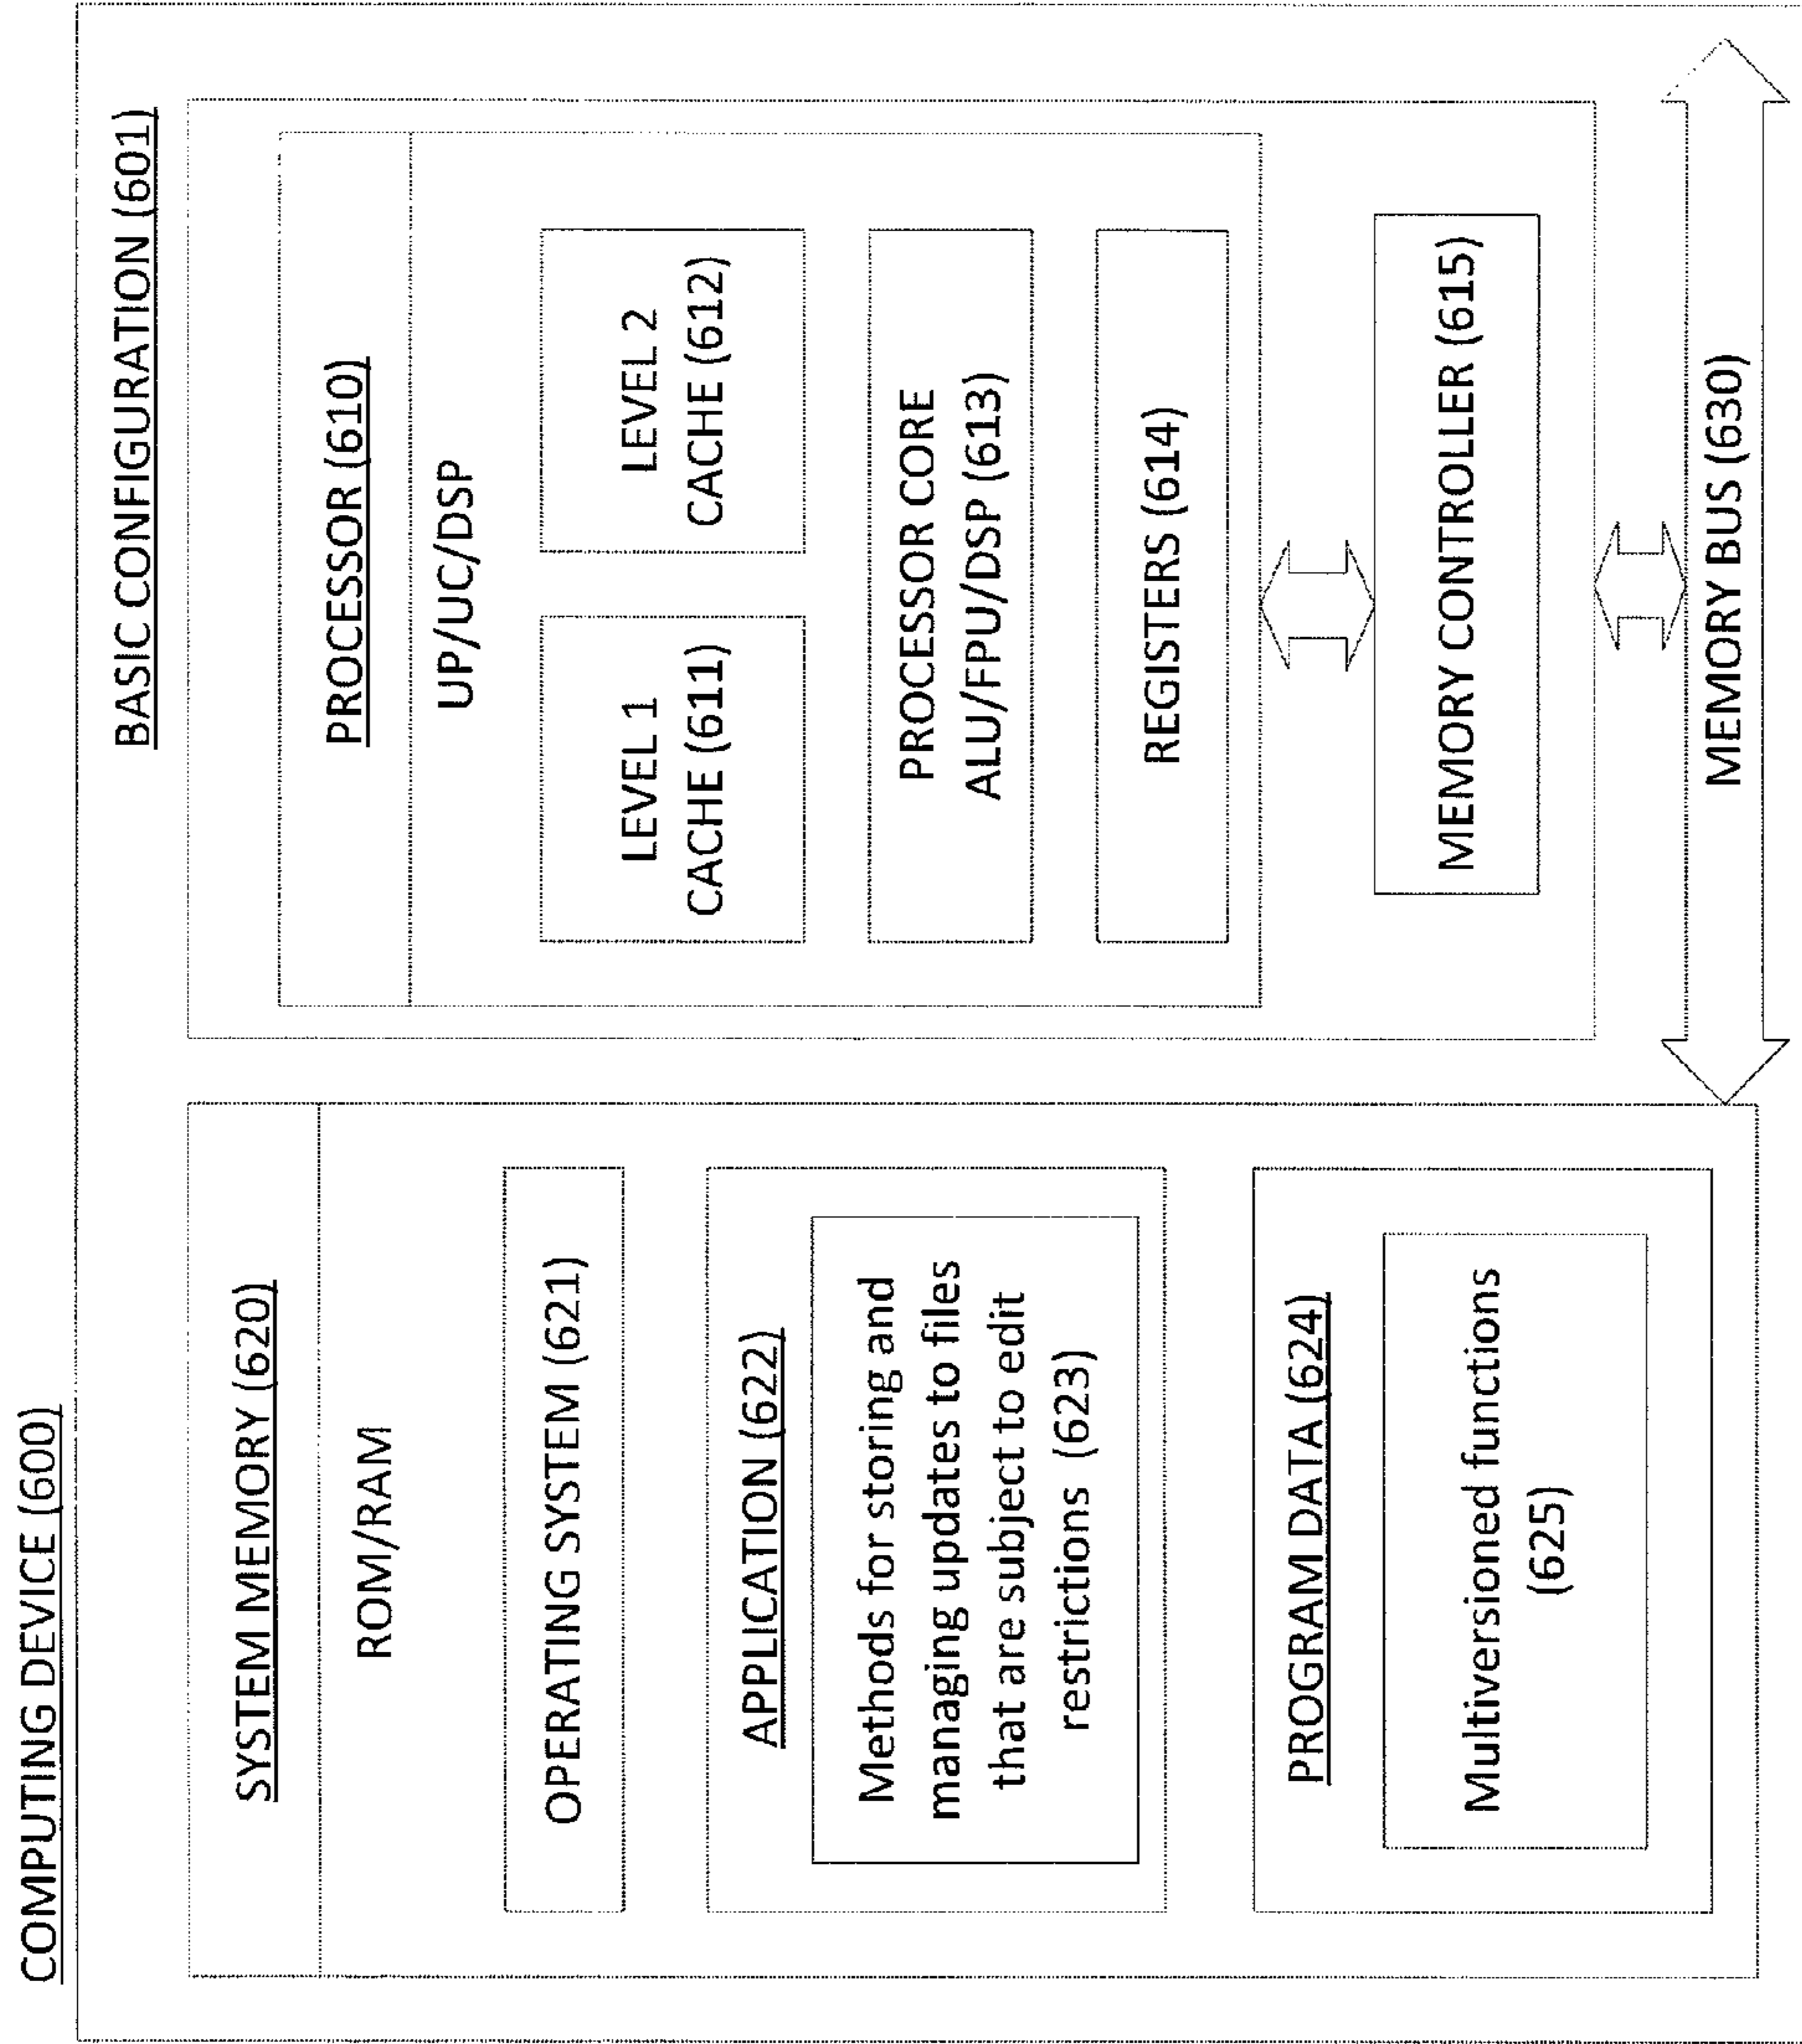 COMPUTING DEVICE (600)
SYSTEM MEMORY (620)
ROM/RAM
OPERATING SYSTEM (621)
APPLICATION (622)
Methods for storing and
managing updates to files
that are subject to edit
restrictions (623)
PROGRAM DATA (624)
Multiversioned functions
(625)
BASIC CONFIGURATION (601)
PROCESSOR (610)
UP/UC/DSP
LEVEL 1
CACHE (611)
LEVEL 2
CACHE (612)
PROCESSOR CORE
ALU/FPU/DSP (613)
REGISTERS (614)
MEMORY CONTROLLER (615)
MEMORY BUS (630)